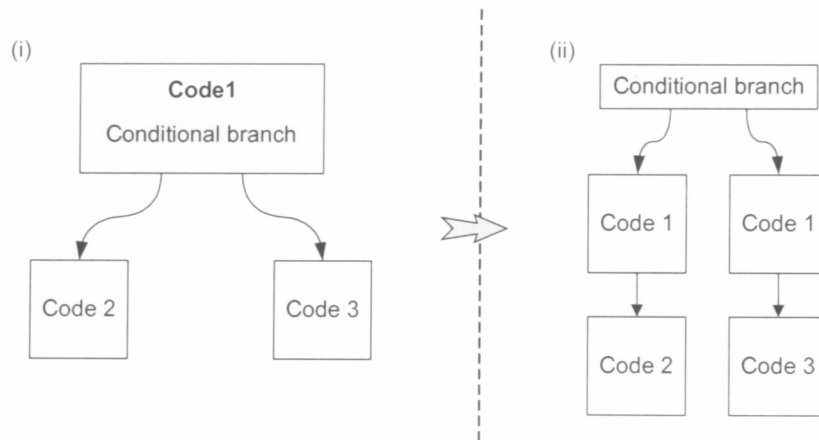 (i)
Code1
Conditional branch
Code 2
Code 3
(ii)
Conditional branch
Code 1
Code 1
Code 2
Code 3